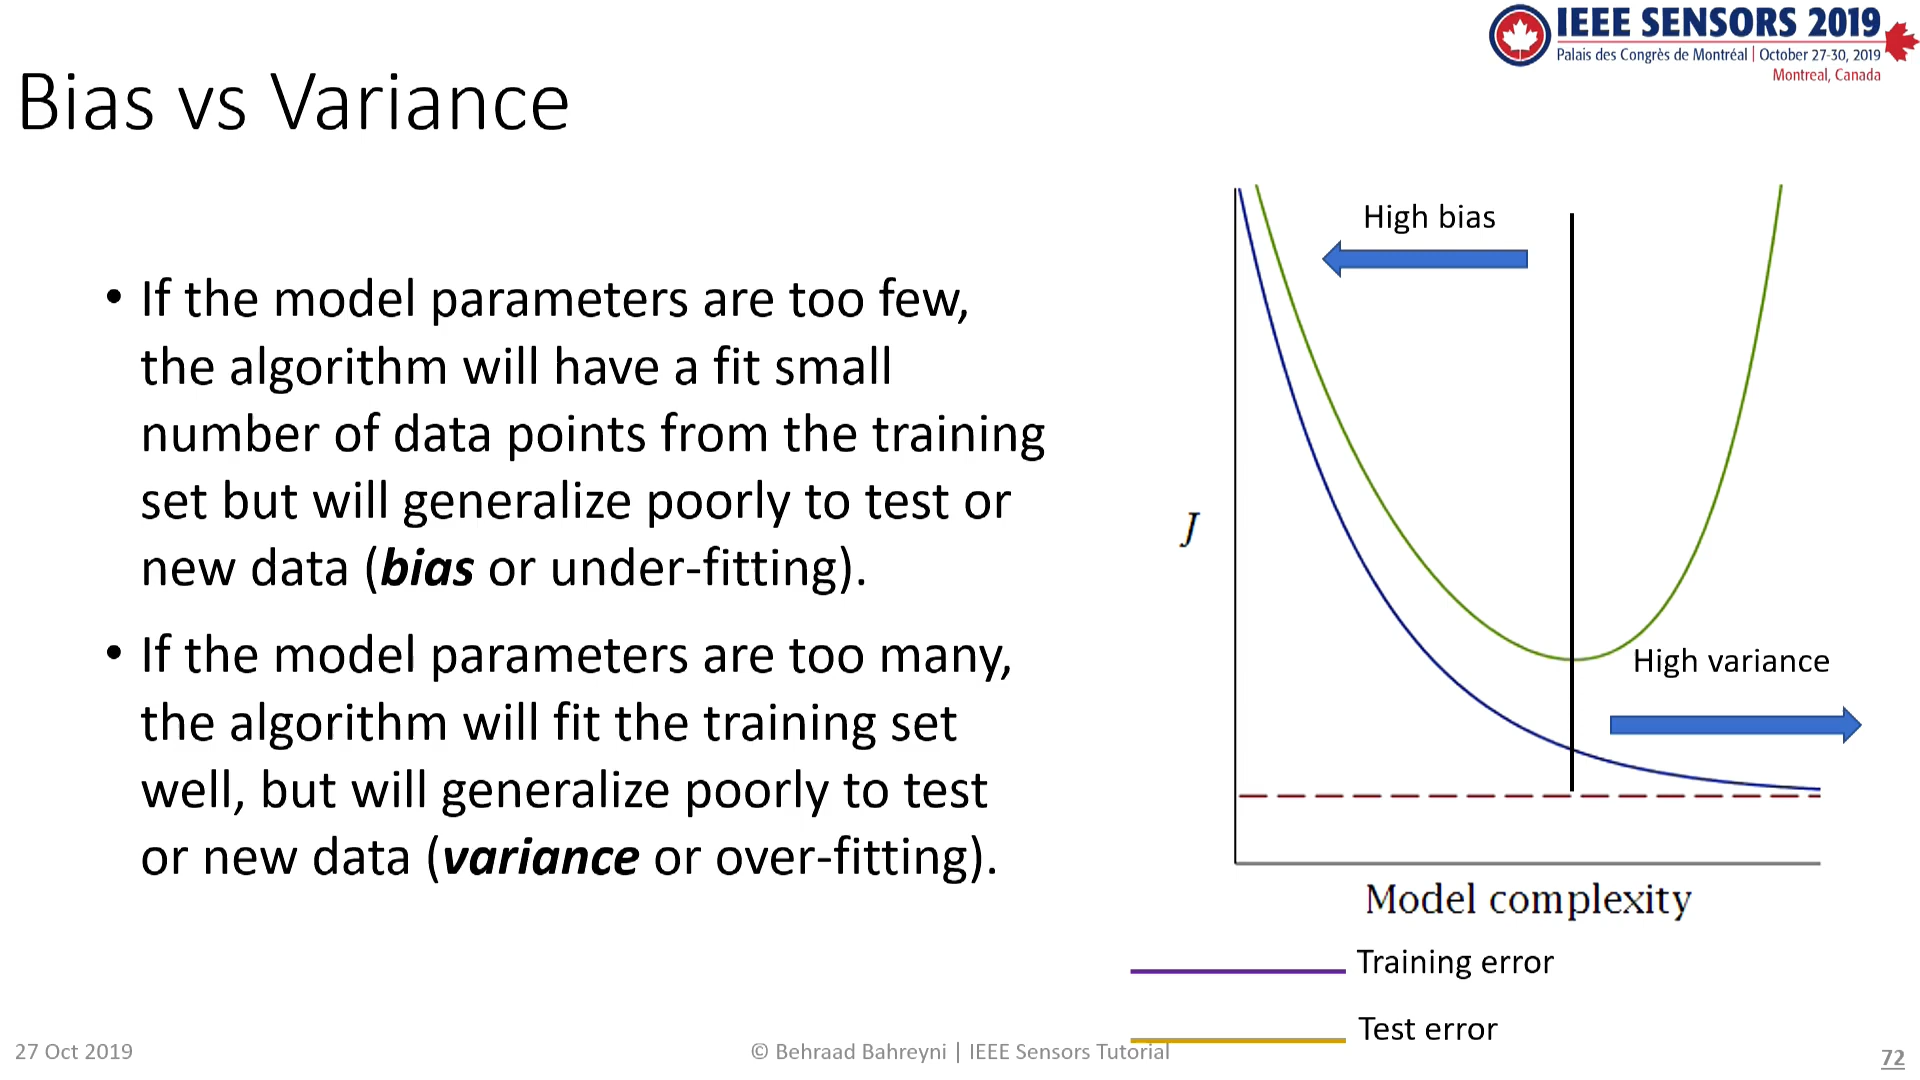 IEEE SENSORS 2019
Palais des Congrès de Montréal | October 27-30, 2019
Montreal, Canada
Bias vs Variance
• If the model parameters are too few,
the algorithm will have a fit small
number of data points from the training
set but will generalize poorly to test or
new data (bias or under-fitting).
• If the model parameters are too many,
the algorithm will fit the training set
well, but will generalize poorly to test
or new data (variance or over-fitting).
High bias
J
High variance
Model complexity
Training error
Test error
27 Oct 2019
© Behraad Bahreyni | IEEE Sensors Tutorial
72